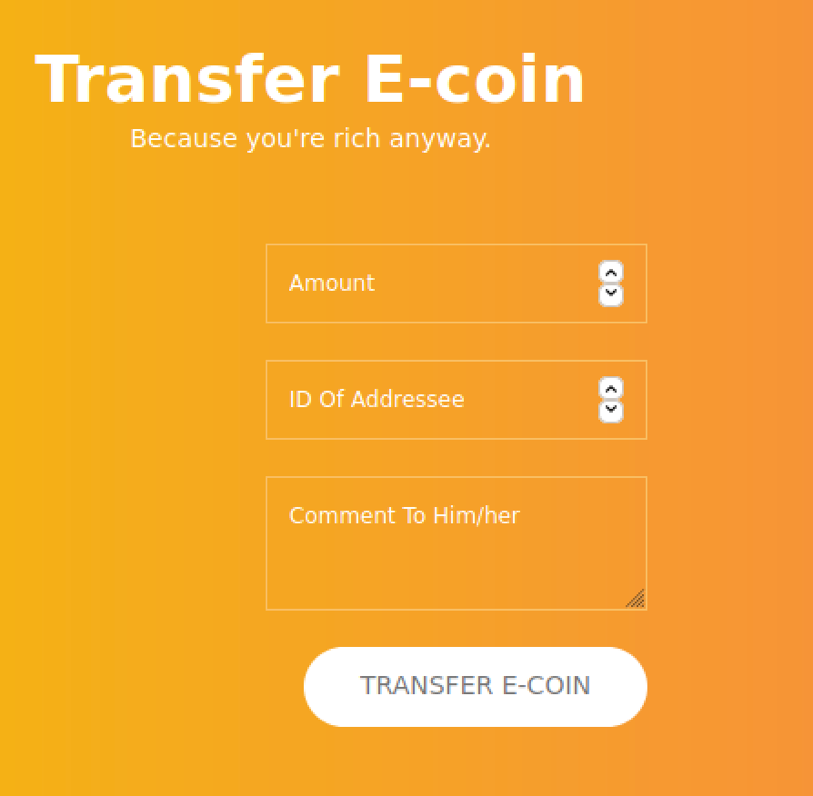 Transfer E-coin
Because you're rich anyway.
Amount
ID Of Addressee
Comment To Him/her
TRANSFER E-COIN